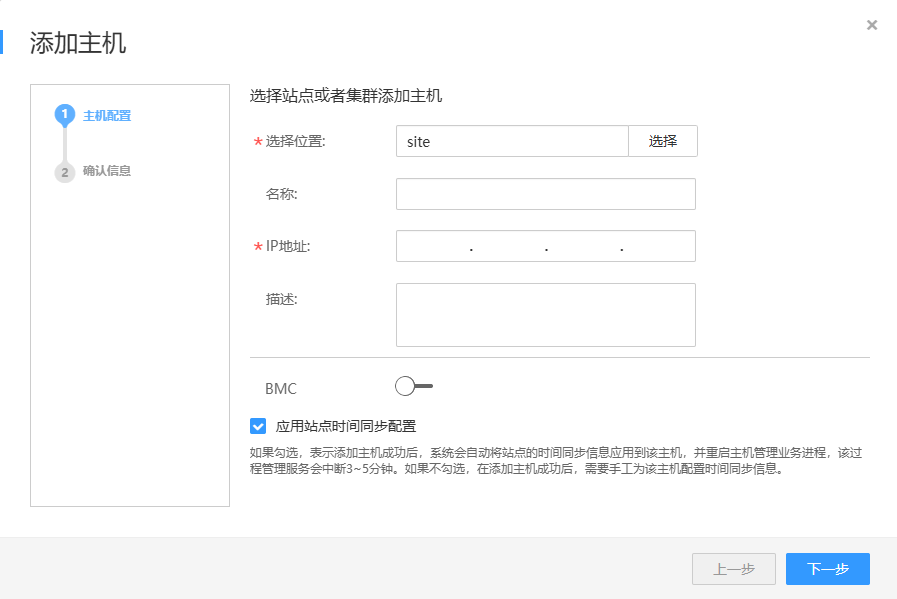 添加主机
1 主机配置
2 确认信息
选择站点或者集群添加主机
* 选择位置: site 选择
名称:
* IP地址: . . .
描述:
BMC
应用站点时间同步配置
如果勾选，表示添加主机成功后，系统会自动将站点的时间同步信息应用到该主机，并重启主机管理业务进程，该过
程管理服务会中断3~5分钟。如果不勾选，在添加主机成功后，需要手工为该主机配置时间同步信息。
上一步 下一步